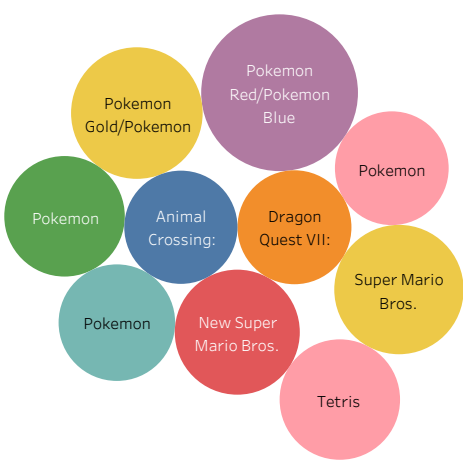 Pokemon
Red/Pokemon
Blue
Pokemon
Gold/Pokemon
Pokemon
Pokemon
Animal
Crossing:
Dragon
Quest VII:
Super Mario
Bros.
Pokemon
New Super
Mario Bros.
Tetris